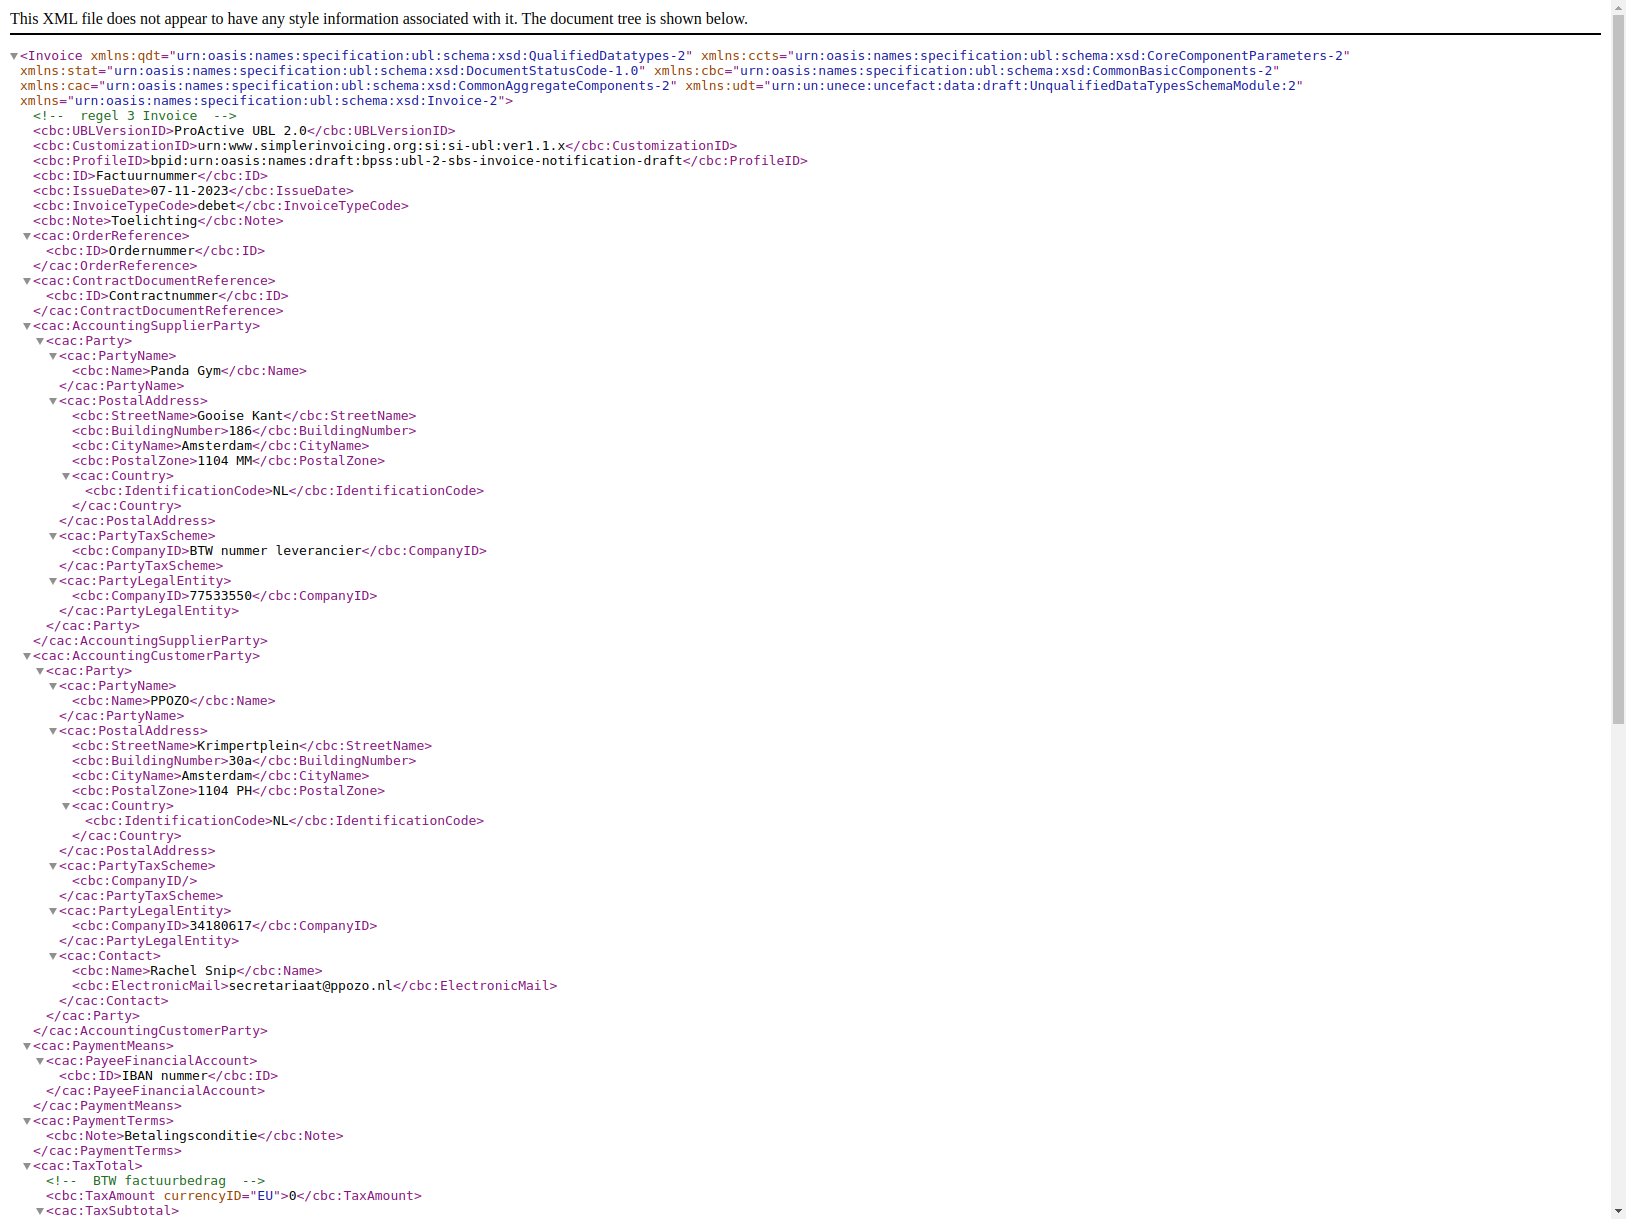 This XML file does not appear to have any style information associated with it. The document tree is shown below.
<Invoice xmlns:qdt="urn:oasis:names:specification:ubl:schema:xsd:QualifiedDatatypes-2" xmlns:ccts="urn:oasis:names:specification:ubl:schema:xsd:CoreComponentParameters-2"
xmlns:stat="urn:oasis:names:specification:ubl:schema:xsd:DocumentStatusCode-1.0" xmlns:cbc="urn:oasis:names:specification:ubl:schema:xsd:CommonBasicComponents-2"
xmlns:cac="urn:oasis:names:specification:ubl:schema:xsd:CommonAggregateComponents-2" xmlns:udt="urn:un:unece:uncefact:data:draft:UnqualifiedDataTypesSchemaModule:2"
xmlns="urn:oasis:names:specification:ubl:schema:xsd:Invoice-2">
<!-- regel 3 Invoice -->
<cbc:UBLVersionID>ProActive UBL 2.0</cbc:UBLVersionID>
<cbc:CustomizationID>urn:www.simplerinvoicing.org:si:si-ubl:ver1.1.x</cbc:CustomizationID>
<cbc:ProfileID>bpid:urn:oasis:names:draft:bpss:ubl-2-sbs-invoice-notification-draft</cbc:ProfileID>
<cbc:ID>Factuurnummer</cbc:ID>
<cbc:IssueDate>07-11-2023</cbc:IssueDate>
<cbc:InvoiceTypeCode>debet</cbc:InvoiceTypeCode>
<cbc:Note>Toelichting</cbc:Note>
<cac:OrderReference>
<cbc:ID>Ordernummer</cbc:ID>
</cac:OrderReference>
<cac:ContractDocumentReference>
<cbc:ID>Contractnummer</cbc:ID>
</cac:ContractDocumentReference>
<cac:AccountingSupplierParty>
<cac:Party>
<cac:PartyName>
<cbc:Name>Panda Gym</cbc:Name>
</cac:PartyName>
<cac:PostalAddress>
<cbc:StreetName>Gooise Kant</cbc:StreetName>
<cbc:BuildingNumber>186</cbc:BuildingNumber>
<cbc:CityName>Amsterdam</cbc:CityName>
<cbc:PostalZone>1104 MM</cbc:PostalZone>
<cac:Country>
<cbc:IdentificationCode>NL</cbc:IdentificationCode>
</cac:Country>
</cac:PostalAddress>
<cac:PartyTaxScheme>
<cbc:CompanyID>BTW nummer leverancier</cbc:CompanyID>
</cac:PartyTaxScheme>
<cac:PartyLegalEntity>
<cbc:CompanyID>77533550</cbc:CompanyID>
</cac:PartyLegalEntity>
</cac:Party>
</cac:AccountingSupplierParty>
<cac:AccountingCustomerParty>
<cac:Party>
<cac:PartyName>
<cbc:Name>PPOZO</cbc:Name>
</cac:PartyName>
<cac:PostalAddress>
<cbc:StreetName>Krimpertplein</cbc:StreetName>
<cbc:BuildingNumber>30a</cbc:BuildingNumber>
<cbc:CityName>Amsterdam</cbc:CityName>
<cbc:PostalZone>1104 PH</cbc:PostalZone>
<cac:Country>
<cbc:IdentificationCode>NL</cbc:IdentificationCode>
</cac:Country>
</cac:PostalAddress>
<cac:PartyTaxScheme>
<cbc:CompanyID/>
</cac:PartyTaxScheme>
<cac:PartyLegalEntity>
<cbc:CompanyID>34180617</cbc:CompanyID>
</cac:PartyLegalEntity>
<cac:Contact>
<cbc:Name>Rachel Snip</cbc:Name>
<cbc:ElectronicMail>secretariaat@ppozo.nl</cbc:ElectronicMail>
</cac:Contact>
</cac:Party>
</cac:AccountingCustomerParty>
<cac:PaymentMeans>
<cac:PayeeFinancialAccount>
<cbc:ID>IBAN nummer</cbc:ID>
</cac:PayeeFinancialAccount>
</cac:PaymentMeans>
<cac:PaymentTerms>
<cbc:Note>Betalingsconditie</cbc:Note>
</cac:PaymentTerms>
<cac:TaxTotal>
<!-- BTW factuurbedrag -->
<cbc:TaxAmount currencyID="EU">0</cbc:TaxAmount>
<cac:TaxSubtotal>